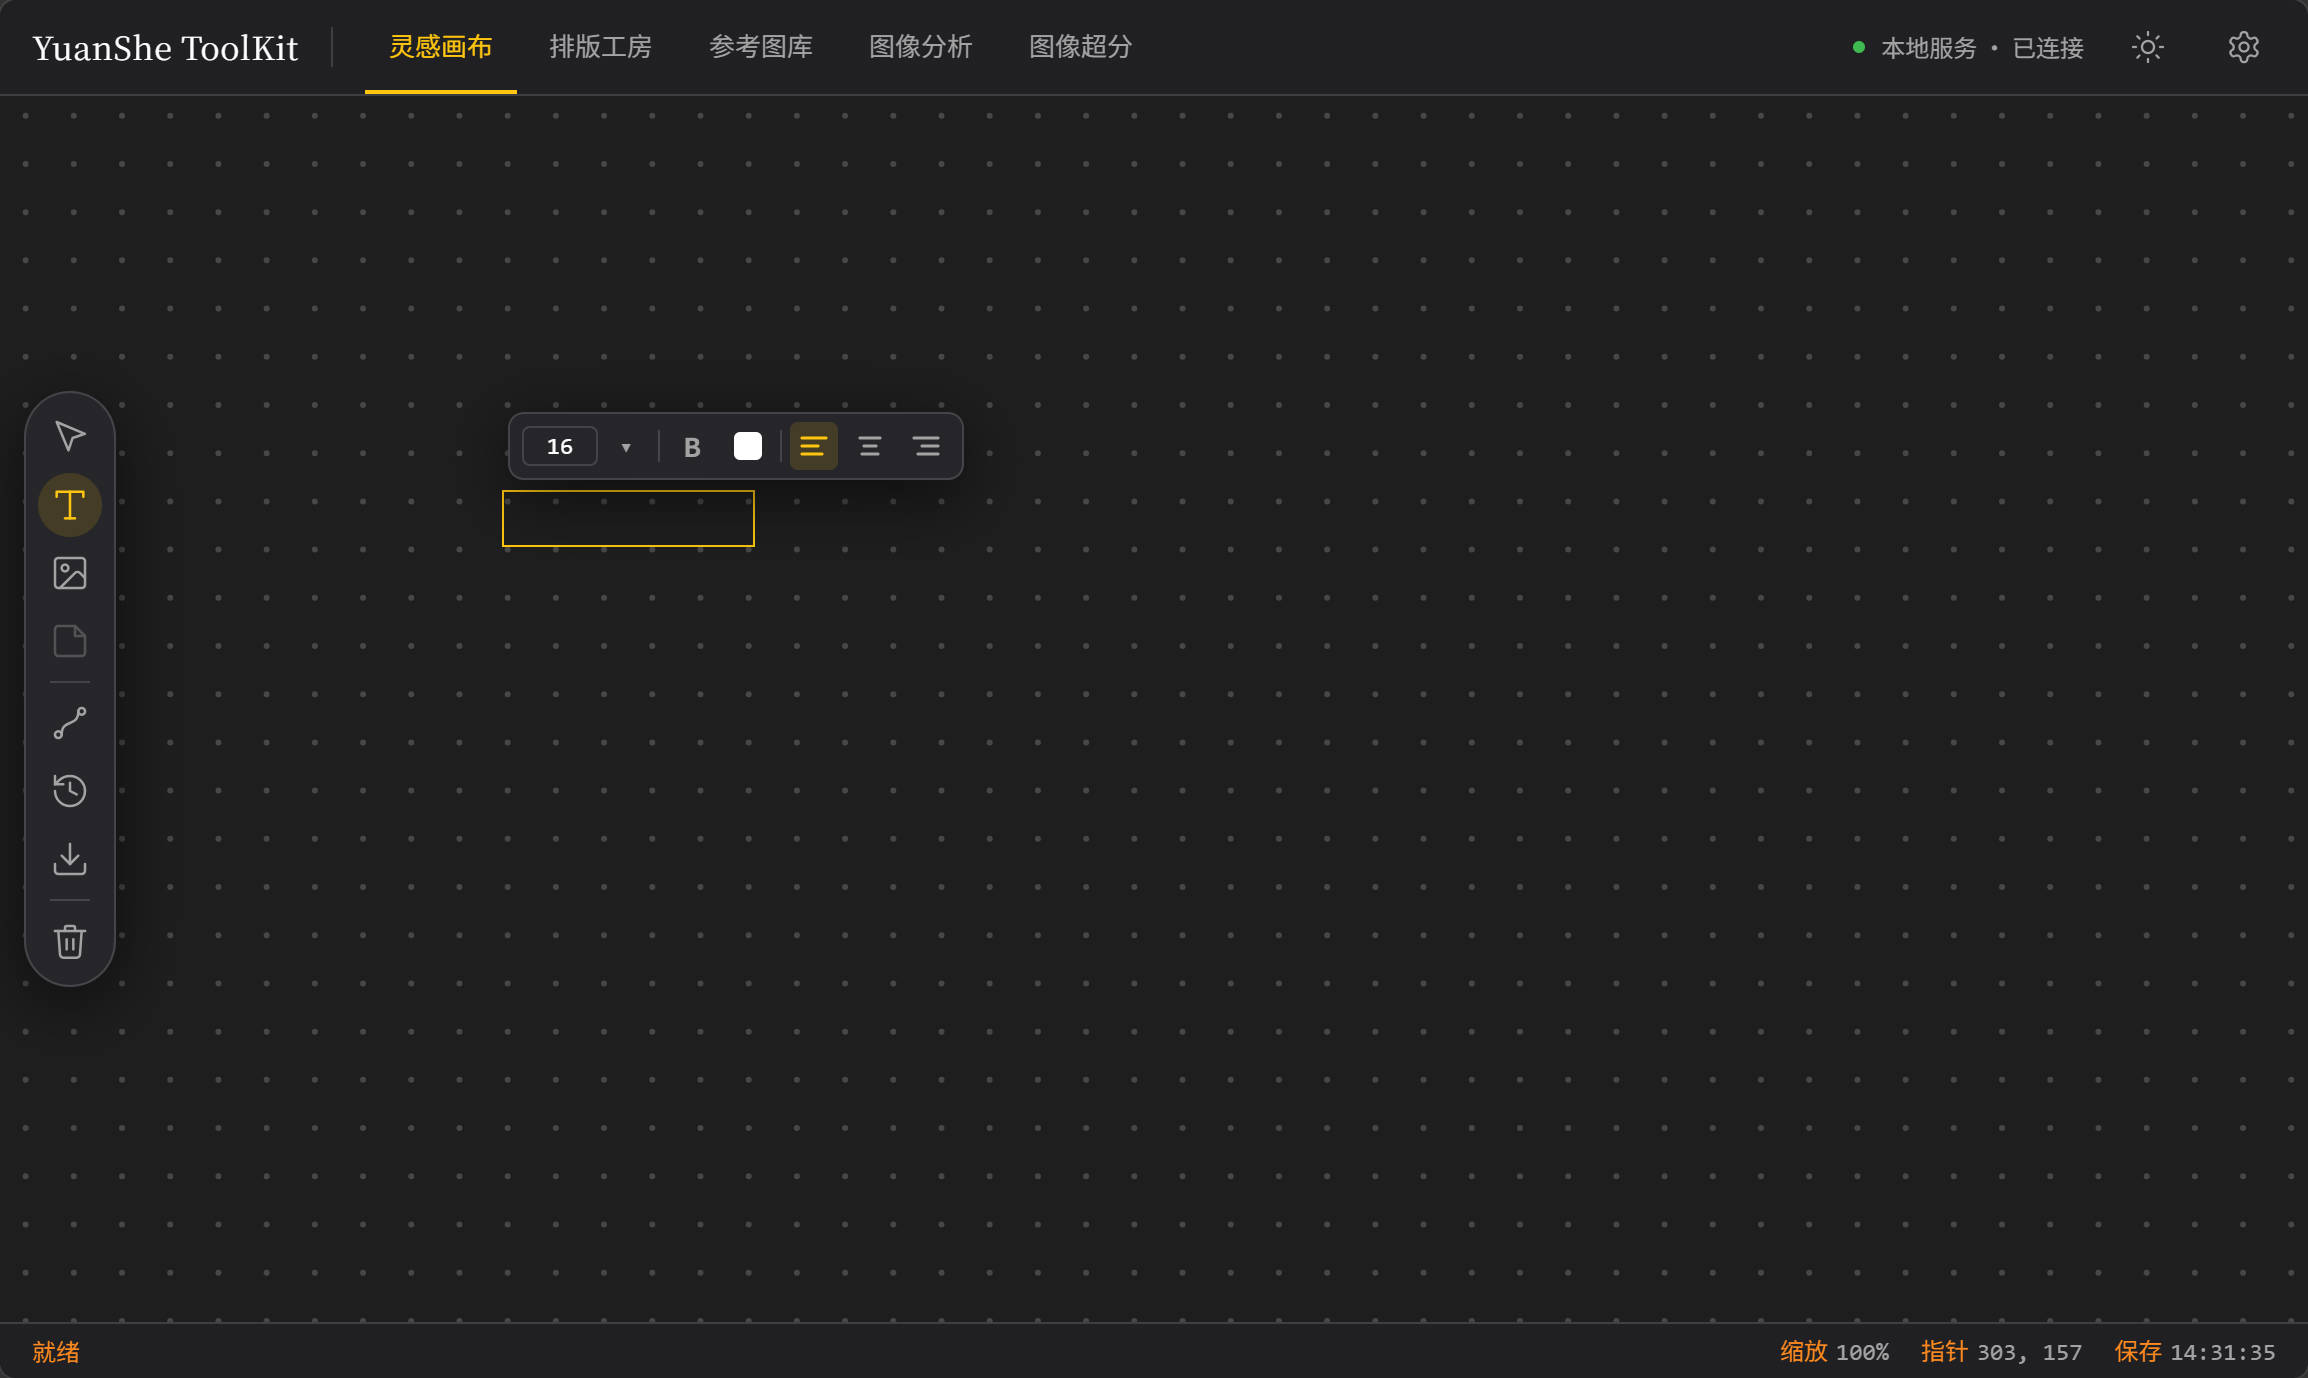 YuanShe ToolKit
灵感画布 排版工房 参考图库 图像分析 图像超分
本地服务 • 已连接
16 ▼ B
就绪
缩放 100% 指针 303, 157 保存 14:31:35